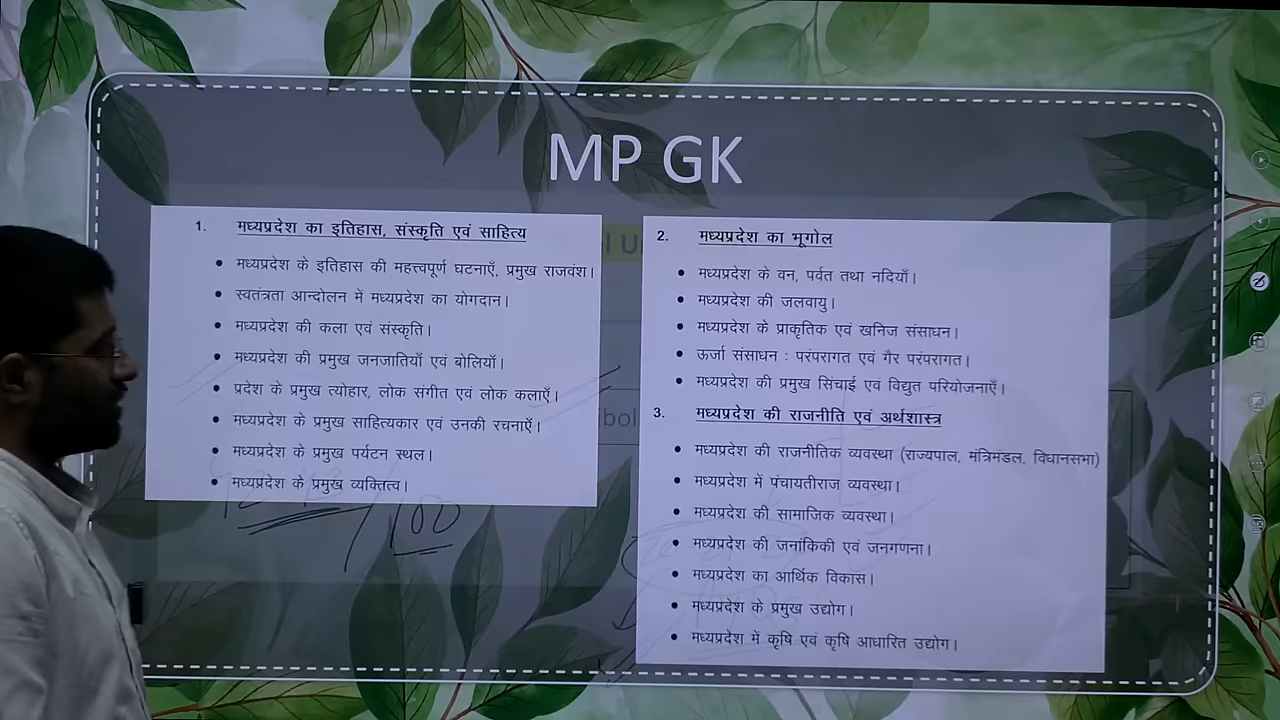 MP GK
1. मध्यप्रदेश का इतिहास, संस्कृति एवं साहित्य
• मध्यप्रदेश के इतिहास की महत्त्वपूर्ण घटनाएँ, प्रमुख राजवंश।
• स्वतंत्रता आन्दोलन में मध्यप्रदेश का योगदान।
• मध्यप्रदेश की कला एवं संस्कृति।
• मध्यप्रदेश की प्रमुख जनजातियाँ एवं बोलियाँ।
• प्रदेश के प्रमुख त्योहार, लोक संगीत एवं लोक कलाएँ।
• मध्यप्रदेश के प्रमुख साहित्यकार एवं उनकी रचनाएँ।
• मध्यप्रदेश के प्रमुख पर्यटन स्थल।
• मध्यप्रदेश के प्रमुख व्यक्तित्व।
100
2. मध्यप्रदेश का भूगोल
• मध्यप्रदेश के वन, पर्वत तथा नदियाँ।
• मध्यप्रदेश की जलवायु।
• मध्यप्रदेश के प्राकृतिक एवं खनिज संसाधन।
• ऊर्जा संसाधन : परंपरागत एवं गैर परंपरागत।
• मध्यप्रदेश की प्रमुख सिंचाई एवं विद्युत परियोजनाएँ।
3. मध्यप्रदेश की राजनीति एवं अर्थशास्त्र
• मध्यप्रदेश की राजनीतिक व्यवस्था (राज्यपाल, मंत्रिमंडल, विधानसभा)
• मध्यप्रदेश में पंचायतीराज व्यवस्था।
• मध्यप्रदेश की सामाजिक व्यवस्था।
• मध्यप्रदेश की जनांकिकी एवं जनगणना।
• मध्यप्रदेश का आर्थिक विकास।
• मध्यप्रदेश के प्रमुख उद्योग।
• मध्यप्रदेश में कृषि एवं कृषि आधारित उद्योग।